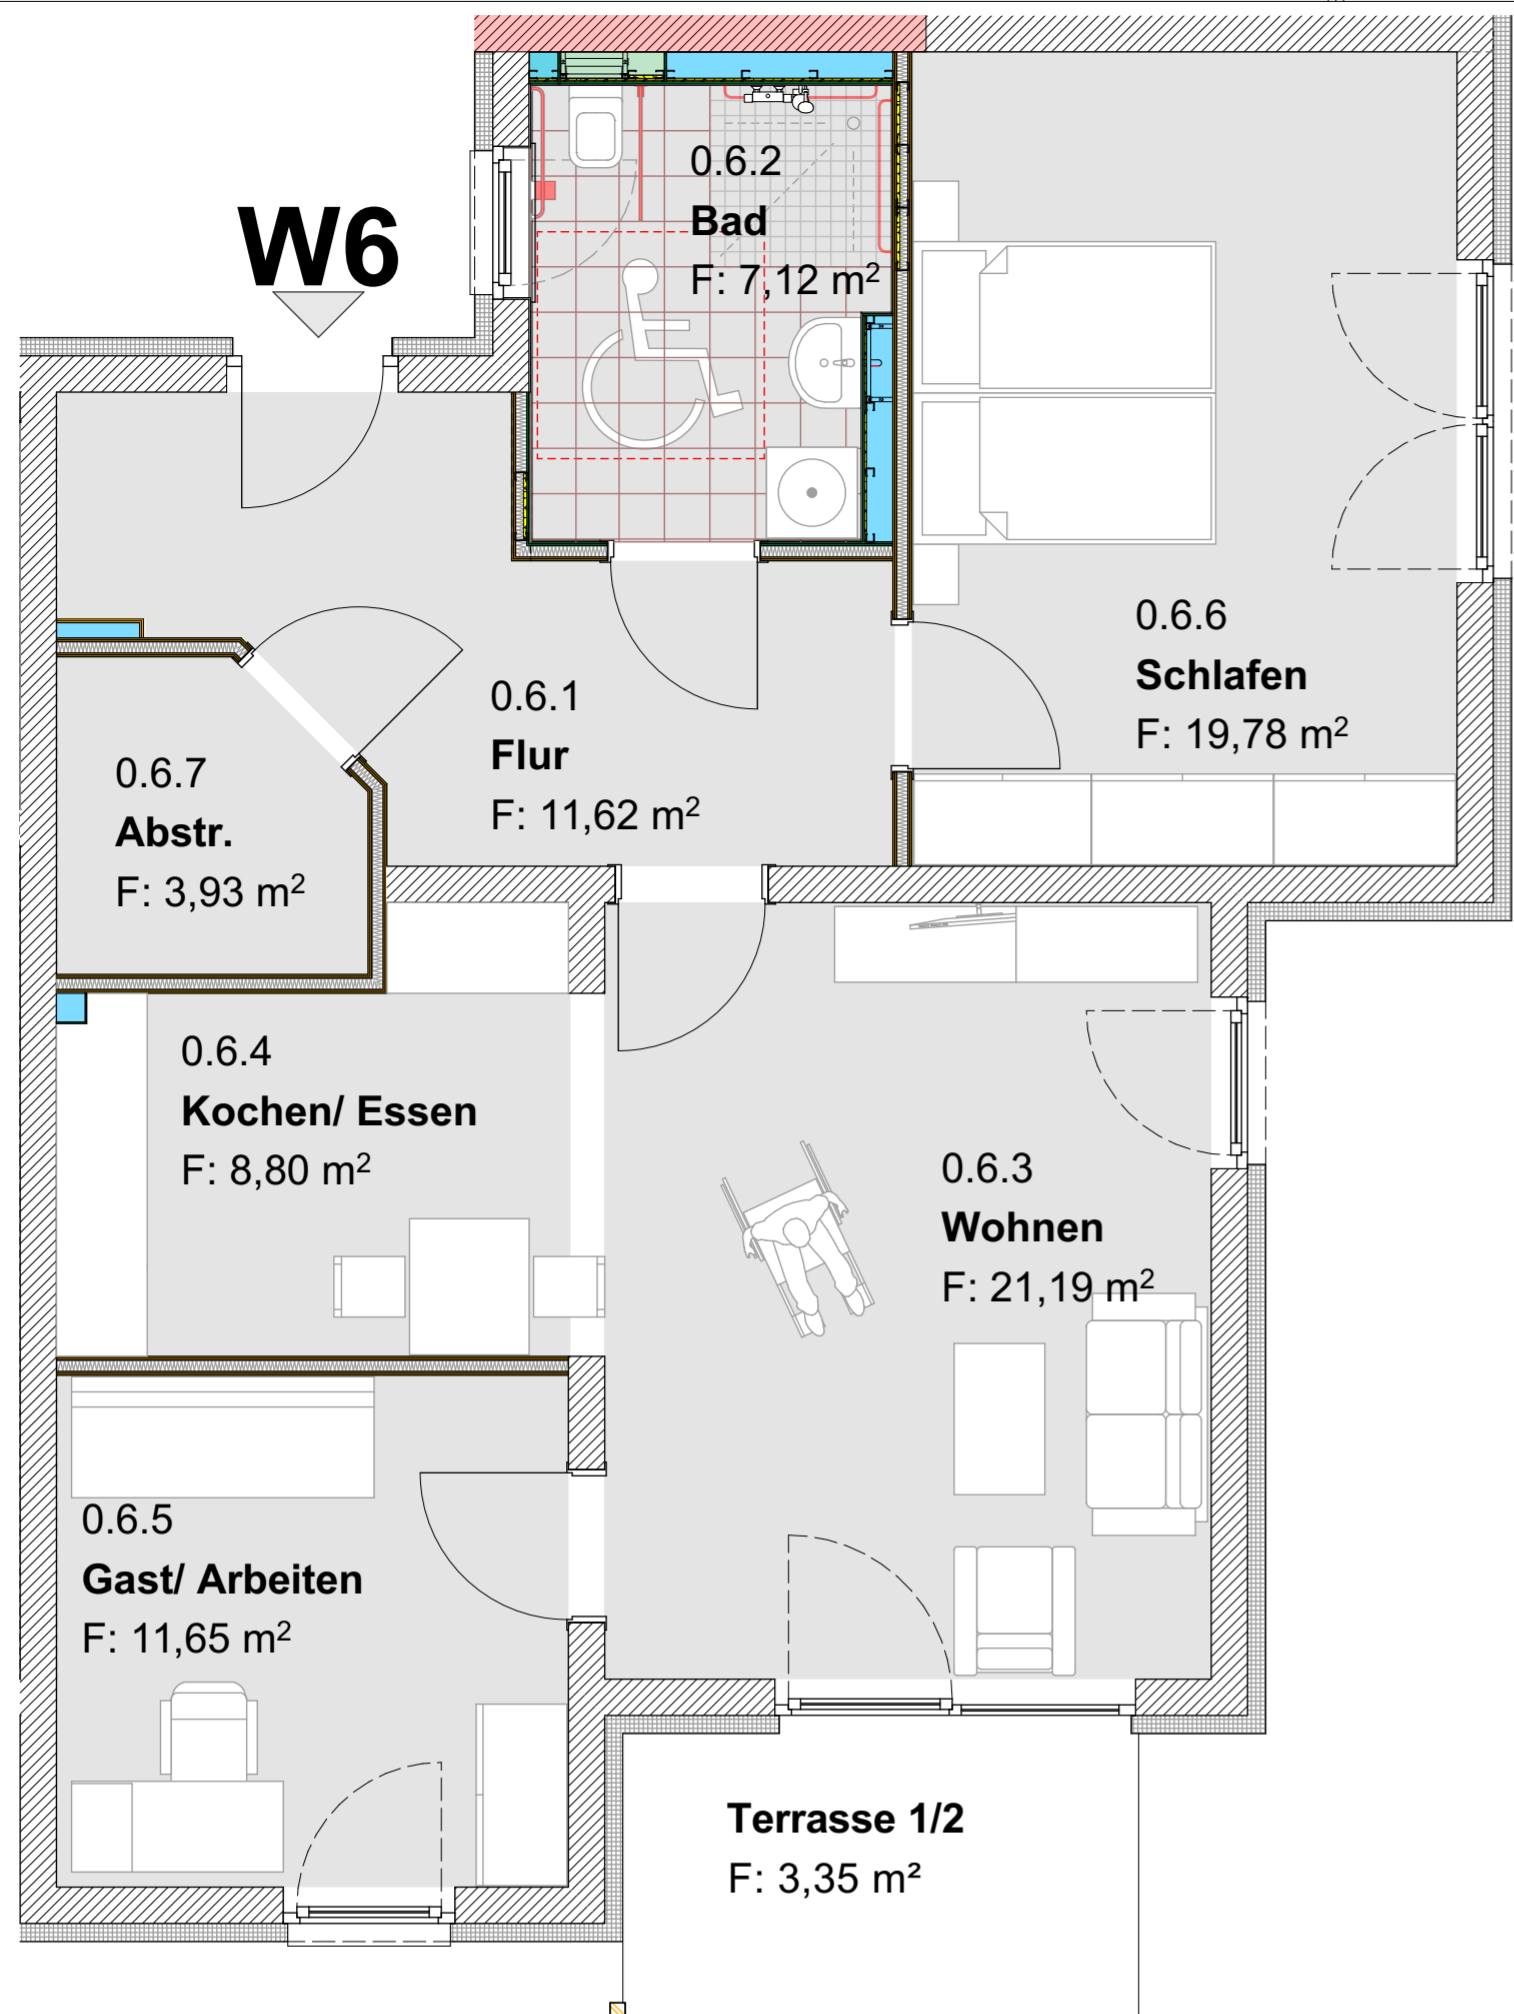 W6
0.6.2
Bad
F: 7,12 m²
0.6.6
Schlafen
F: 19,78 m²
0.6.1
Flur
F: 11,62 m²
0.6.7
Abstr.
F: 3,93 m²
0.6.4
Kochen/ Essen
F: 8,80 m²
0.6.3
Wohnen
F: 21,19 m²
0.6.5
Gast/ Arbeiten
F: 11,65 m²
Terrasse 1/2
F: 3,35 m²